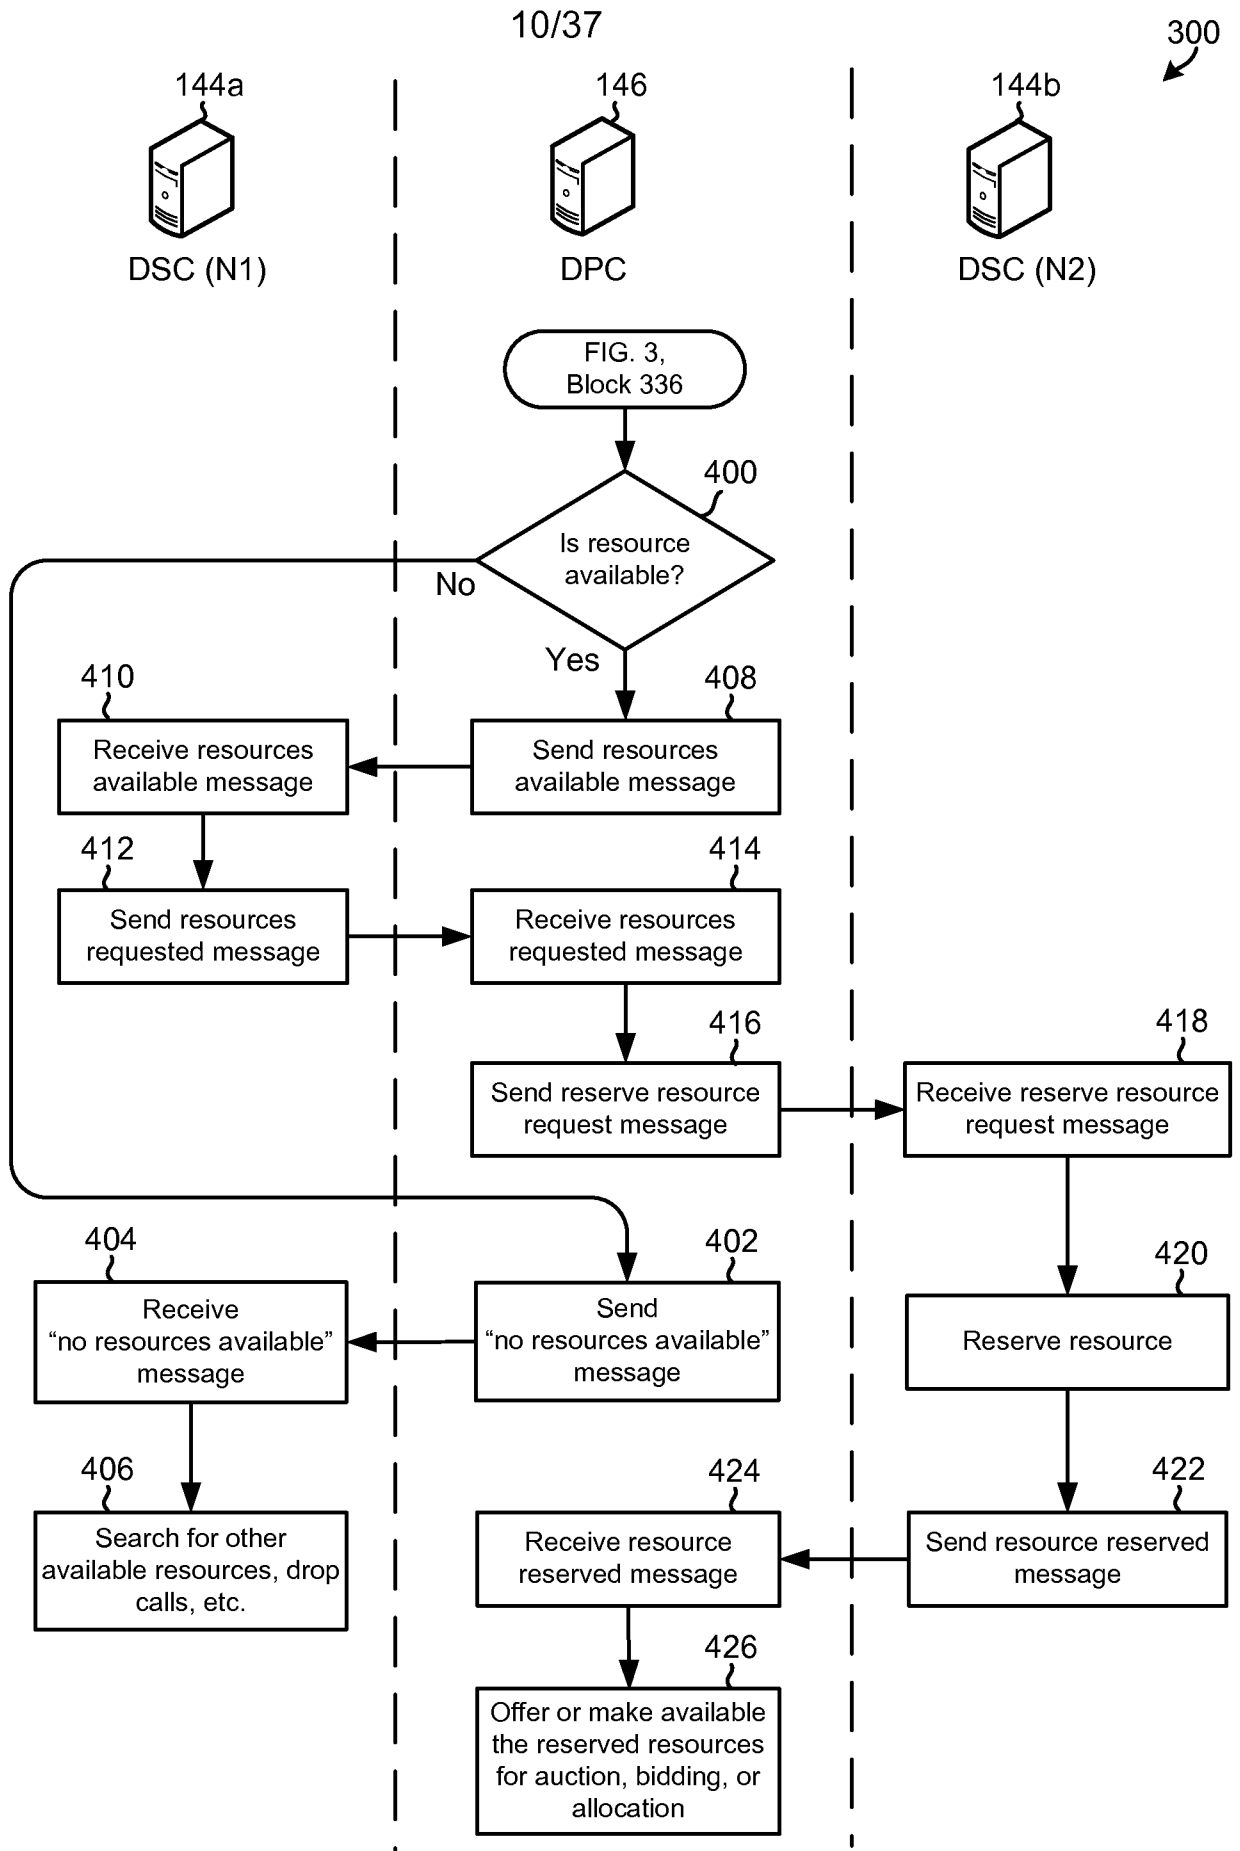 10/37
300
144a
146
144b
DSC (N1)
DPC
DSC (N2)
FIG. 3,
Block 336
400
Is resource
available?
No
Yes
410
408
Receive resources
available message
Send resources
available message
412
414
Send resources
requested message
Receive resources
requested message
416
418
Send reserve resource
request message
Receive reserve resource
request message
404
402
420
Receive
“no resources available”
message
Send
“no resources available”
message
Reserve resource
406
424
422
Search for other
available resources, drop
calls, etc.
Receive resource
reserved message
Send resource reserved
message
426
Offer or make available
the reserved resources
for auction, bidding, or
allocation